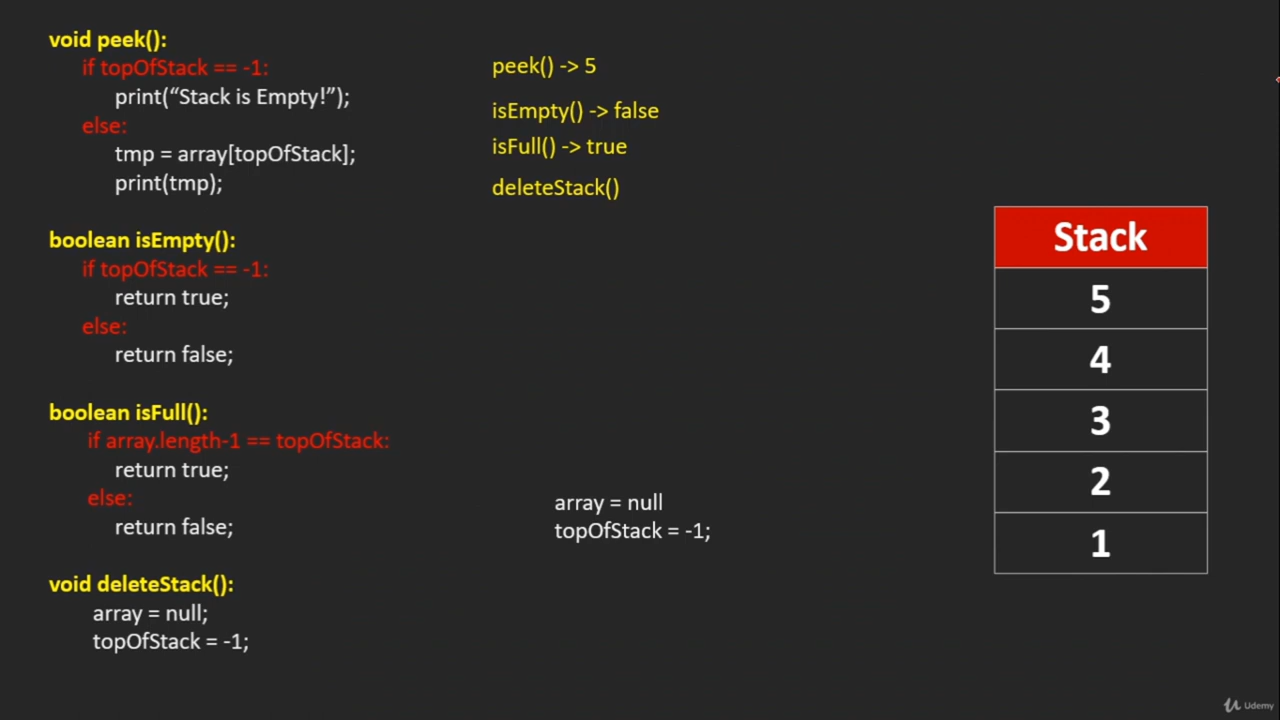 void peek():
if topOfStack == -1:
print(“Stack is Empty!”);
else:
tmp = array[topOfStack];
print(tmp);
boolean isEmpty():
if topOfStack == -1:
return true;
else:
return false;
boolean isFull():
if array.length-1 == topOfStack:
return true;
else:
return false;
void deleteStack():
array = null;
topOfStack = -1;
peek() -> 5
isEmpty() -> false
isFull() -> true
deleteStack()
array = null
topOfStack = -1;
Stack
5
4
3
2
1
Udemy